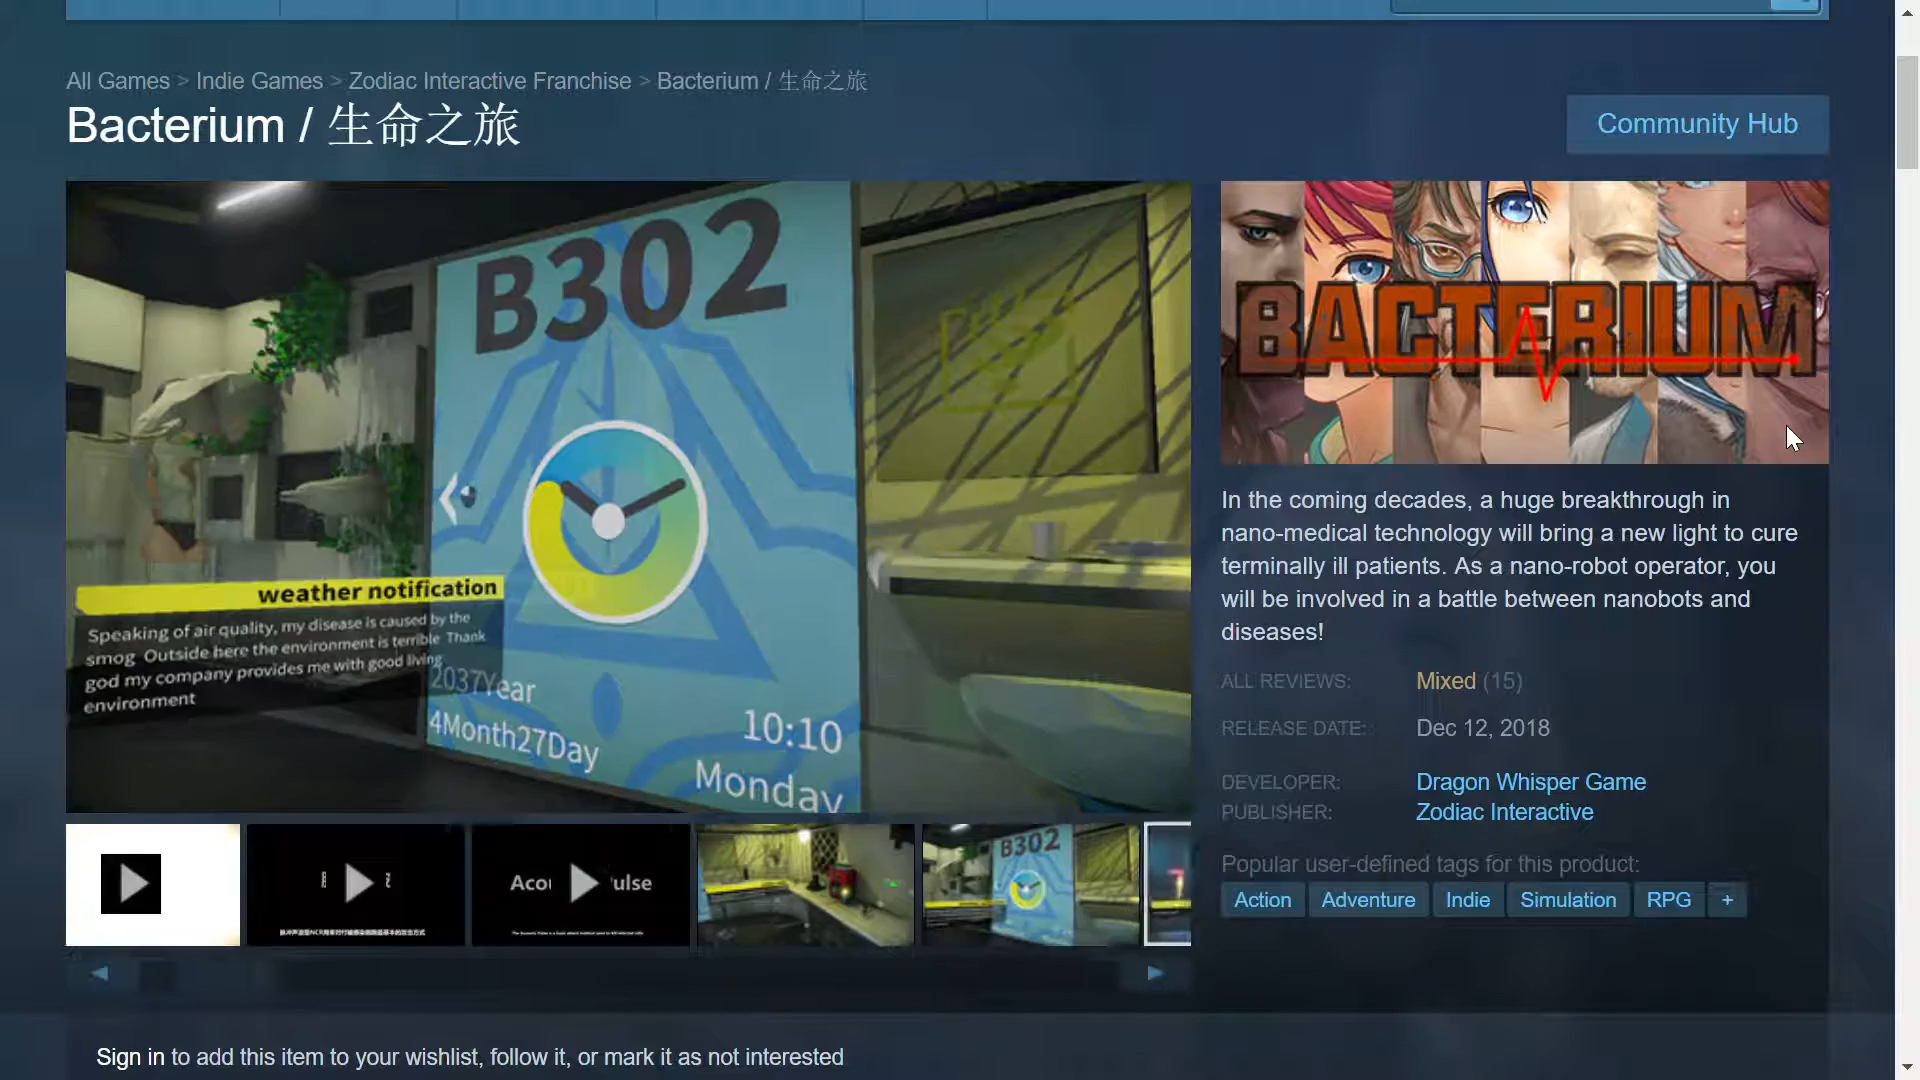 All Games > Indie Games > Zodiac Interactive Franchise > Bacterium / 生命之旅
Bacterium / 生命之旅
Community Hub
B302
weather notification
Speaking of air quality, my disease is caused by the
smog Outside here the environment is terrible Thank
god my company provides me with good living
environment
2037Year
4Month27Day
10:10
Monday
BACTERIUM
In the coming decades, a huge breakthrough in
nano-medical technology will bring a new light to cure
terminally ill patients. As a nano-robot operator, you
will be involved in a battle between nanobots and
diseases!
ALL REVIEWS: Mixed (15)
RELEASE DATE: Dec 12, 2018
DEVELOPER: Dragon Whisper Game
PUBLISHER: Zodiac Interactive
Popular user-defined tags for this product:
Action Adventure Indie Simulation RPG +
B302
Sign in to add this item to your wishlist, follow it, or mark it as not interested